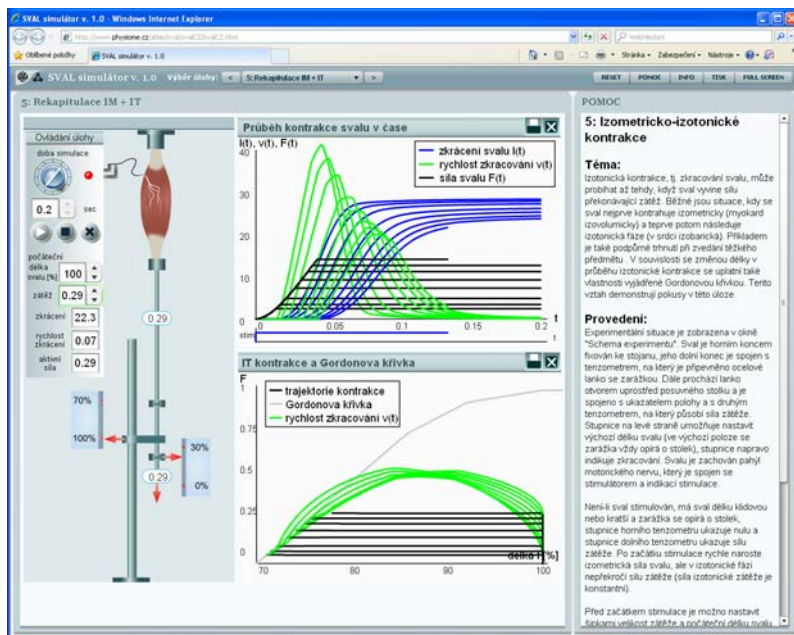 SVAL simulátor v. 1.0 - Windows Internet Explorer
Oblíbené položky
SVAL simulátor v. 1.0
Stránka
Zabezpečení
Nástroje
SVAL simulátor v. 1.0
Výběr úlohy:
<
5:Rekapitulace IM + IT
>
RESET
POMOC
INFO
TISK
FULL SCREEN
5: Rekapitulace IM + IT
Ovládání úlohy
doba simulace
0.2
sec
počáteční
délka
svalu [%]
100
zátěž
0.29
zkrácení
22.3
rychlost
zkrácení
0.07
aktivní
síla
0.29
0.29
70%
100%
30%
0%
0.29
Průběh kontrakce svalu v čase
l(t), v(t), F(t)
zkrácení svalu l(t)
rychlost zkracování v(t)
síla svalu F(t)
40
30
20
10
0
0
0.05
0.1
0.15
0.2
t
stim
t
IT kontrakce a Gordonova křivka
F
trajektorie kontrakce
Gordonova křivka
rychlost zkracování v(t)
1
0.75
0.5
0.25
0
70
80
90
100
délka l [%]
POMOC
5: Izometricko-izotonické
kontrakce
Téma:
Izotonická kontrakce, tj. zkracování svalu, může
probíhat až tehdy, když sval vyvine sílu
překonávající zátěž. Běžné jsou situace, kdy se
sval nejprve kontrahuje izometricky (myokard
izovolumicky) a teprve potom následuje
izotonická fáze (v srdci izobarická). Příkladem
je také podpůrné trhnutí při zvedání těžkého
předmětu . V souvislosti se změnou délky v
průběhu izotonické kontrakce se uplatní také
vlastnosti vyjádřené Gordonovou křivkou. Tento
vztah demonstrují pokusy v této úloze.
Provedení:
Experimentální situace je zobrazena v okně
"Schema experimentu". Sval je horním koncem
fixován ke stojanu, jeho dolní konec je spojen s
tenzometrem, na který je připevněno ocelové
lanko se zarážkou. Dále prochází lanko
otvorem uprostřed posuvného stolku a je
spojeno s ukazatelem polohy a s druhým
tenzometrem, na který působí síla zátěže.
Stupnice na levé straně umožňuje nastavit
výchozí délku svalu (ve výchozí poloze se
zarážka vždy opírá o stolek), stupnice napravo
indikuje zkracování. Svalu je zachován pahýl
motorického nervu, který je spojen se
stimulátorem a indikací stimulace.
Není-li sval stimulován, má sval délku klidovou
nebo kratší a zarážka se opírá o stolek,
stupnice horního tenzometru ukazuje nulu a
stupnice dolního tenzometru ukazuje sílu
zátěže. Po začátku stimulace rychle naroste
izometrická síla svalu, ale v izotonické fázi
nepřekročí sílu zátěže (síla izotonické zátěže je
konstantní).
Před začátkem stimulace je možno nastavit
šipkami velikost zátěže a počáteční délku svalu